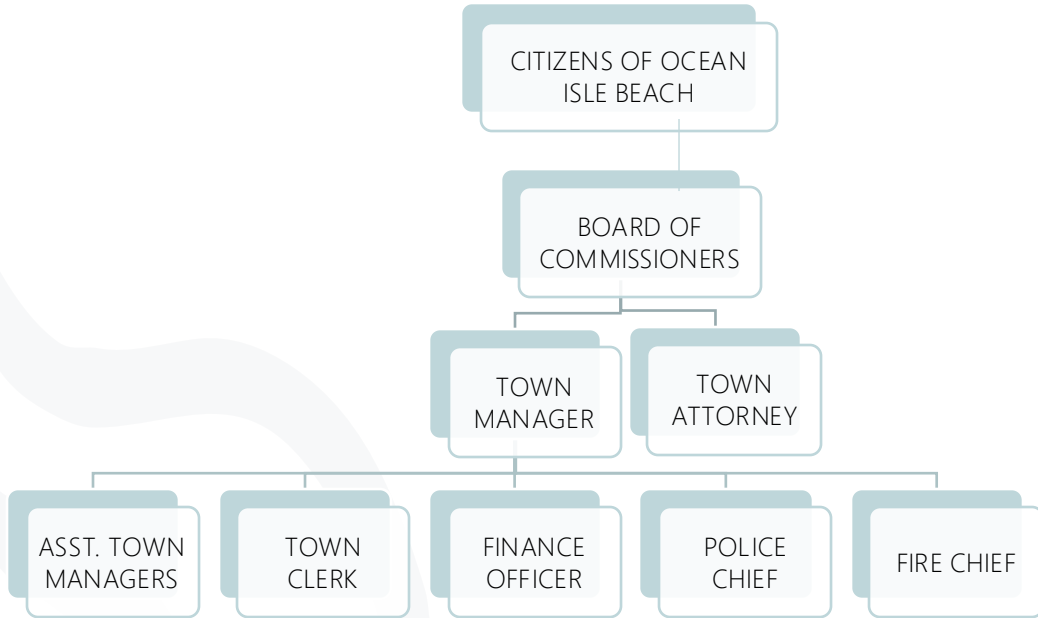 CITIZENS OF OCEAN
ISLE BEACH
BOARD OF
COMMISSIONERS
TOWN
MANAGER
TOWN
ATTORNEY
ASST. TOWN
MANAGERS
TOWN
CLERK
FINANCE
OFFICER
POLICE
CHIEF
FIRE CHIEF